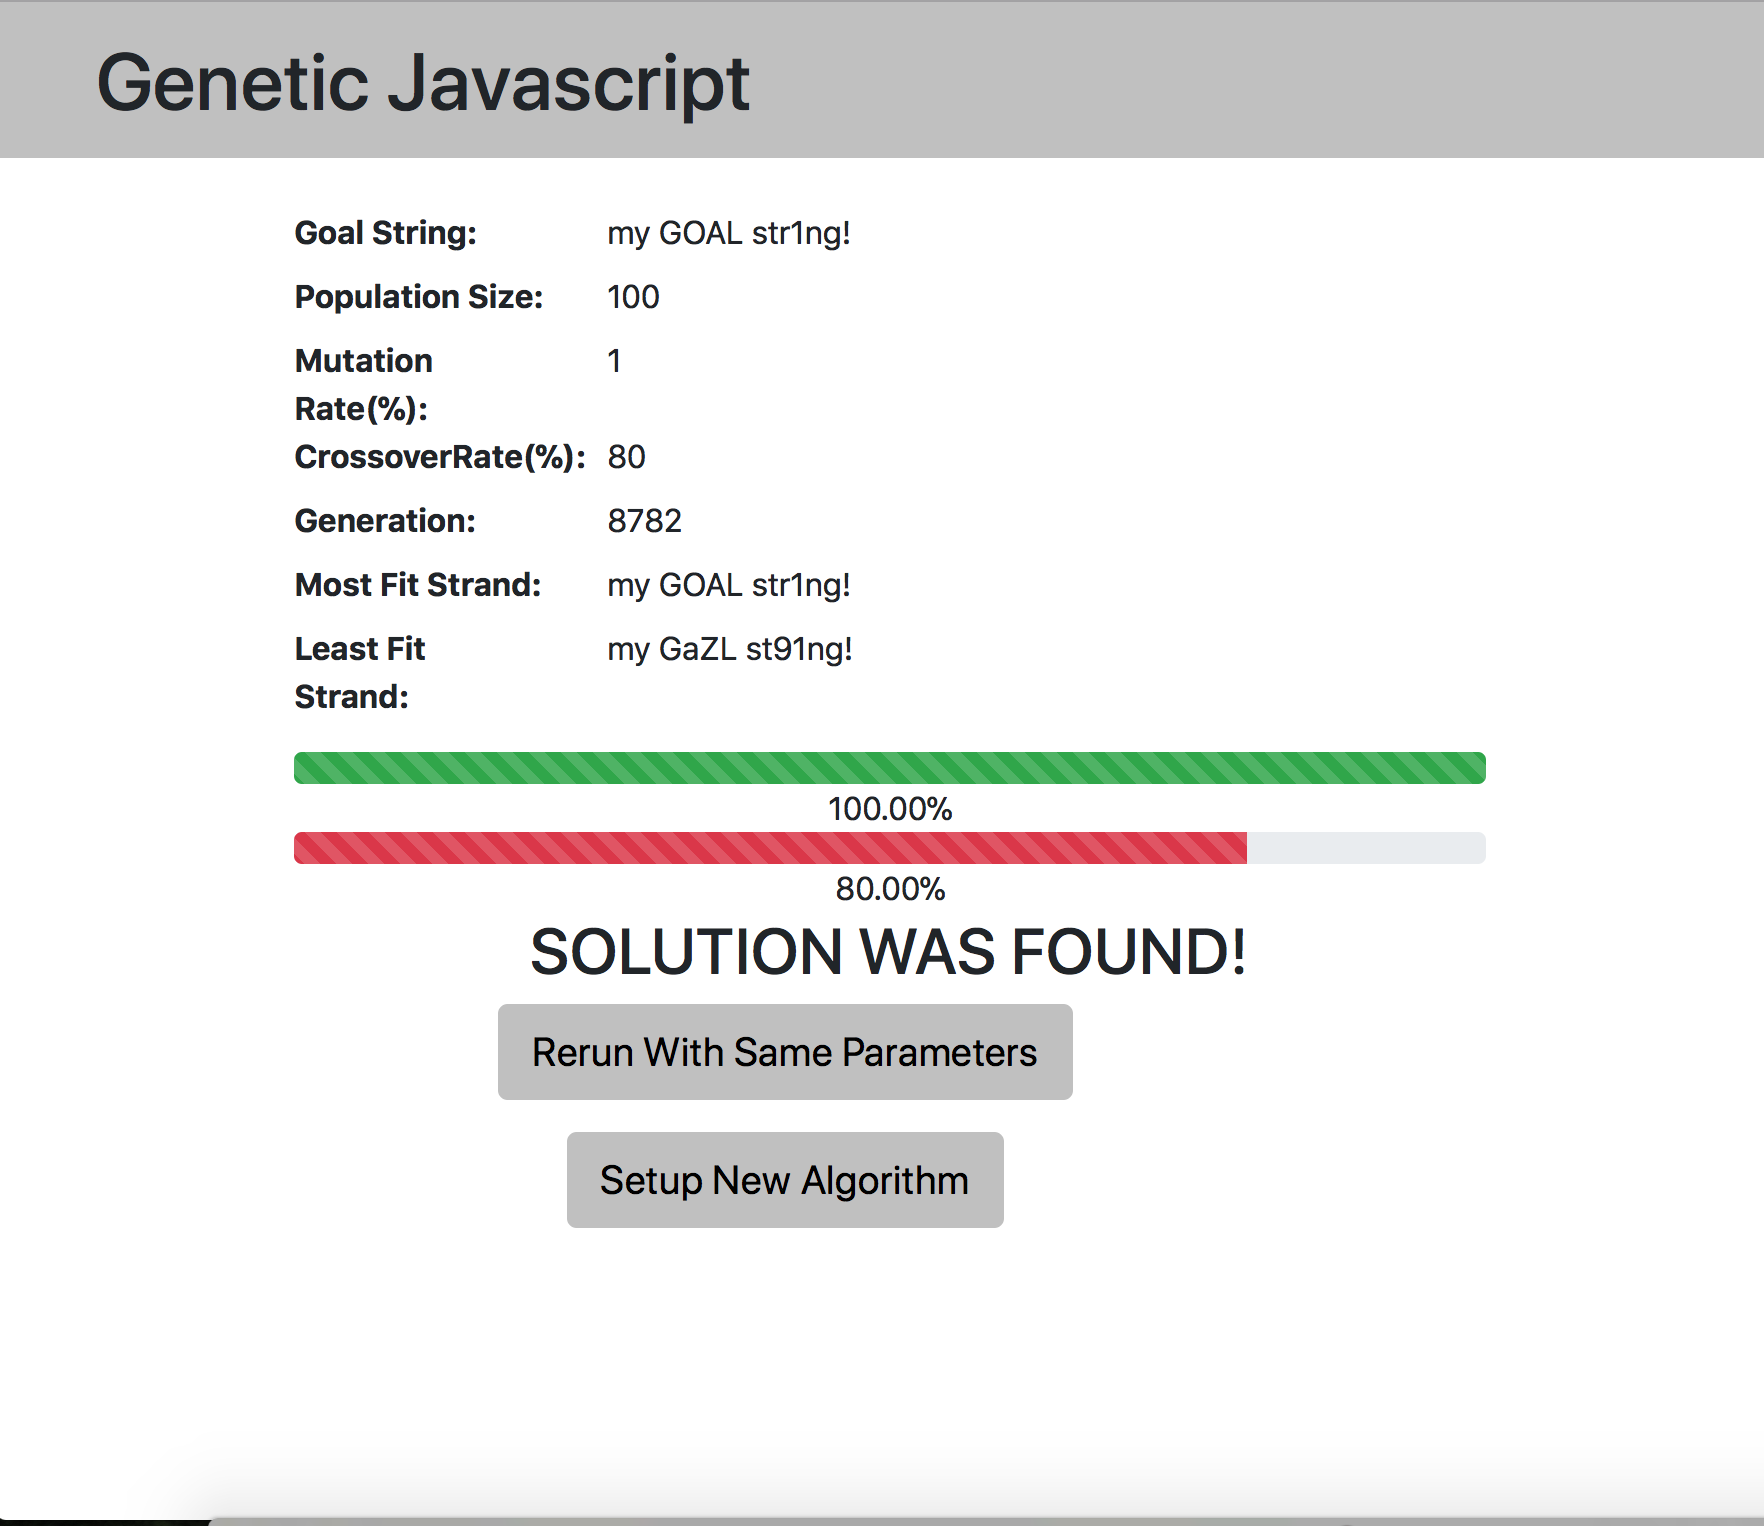 Genetic Javascript
Goal String: my GOAL str1ng!
Population Size: 100
Mutation 1
Rate(%):
CrossoverRate(%): 80
Generation: 8782
Most Fit Strand: my GOAL str1ng!
Least Fit my GaZL st91ng!
Strand:
100.00%
80.00%
SOLUTION WAS FOUND!
Rerun With Same Parameters
Setup New Algorithm